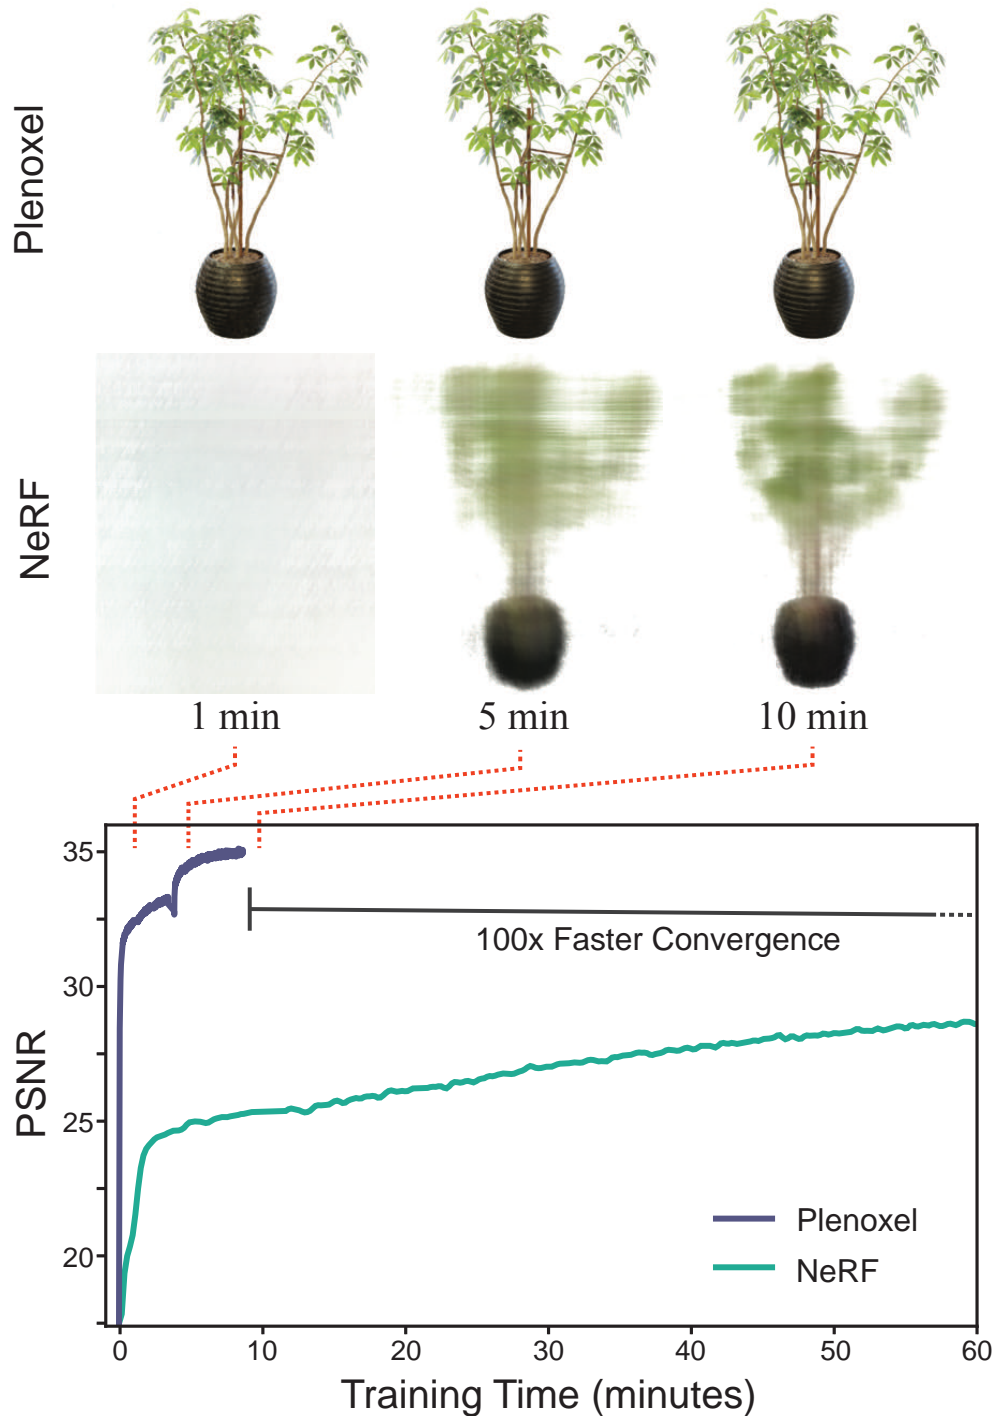 Plenoxel
NeRF
1 min
5 min
10 min
35
30
25
20
PSNR
100x Faster Convergence
Plenoxel
NeRF
0
10
20
30
40
50
60
Training Time (minutes)